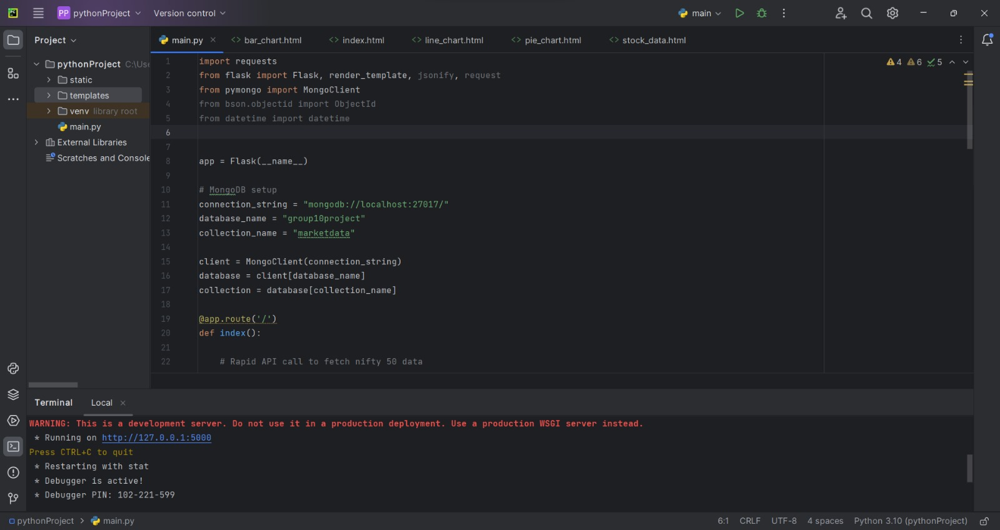 PC
PP pythonProject
Version control
main
Project
main.py
bar_chart.html
index.html
line_chart.html
pie_chart.html
stock_data.html
pythonProject C:\Use
static
templates
venv library root
main.py
External Libraries
Scratches and Console
4 6 5
1 import requests
2 from flask import Flask, render_template, jsonify, request
3 from pymongo import MongoClient
4 from bson.objectid import ObjectId
5 from datetime import datetime
6
7
8 app = Flask(__name__)
9
10 # MongoDB setup
11 connection_string = "mongodb://localhost:27017/"
12 database_name = "group10project"
13 collection_name = "marketdata"
14
15 client = MongoClient(connection_string)
16 database = client[database_name]
17 collection = database[collection_name]
18
19 @app.route('/')
20 def index():
21
22 # Rapid API call to fetch nifty 50 data
Terminal
Local
WARNING: This is a development server. Do not use it in a production deployment. Use a production WSGI server instead.
* Running on http://127.0.0.1:5000
Press CTRL+C to quit
* Restarting with stat
* Debugger is active!
* Debugger PIN: 102-221-599
pythonProject > main.py
6:1 CRLF UTF-8 4 spaces Python 3.10 (pythonProject)